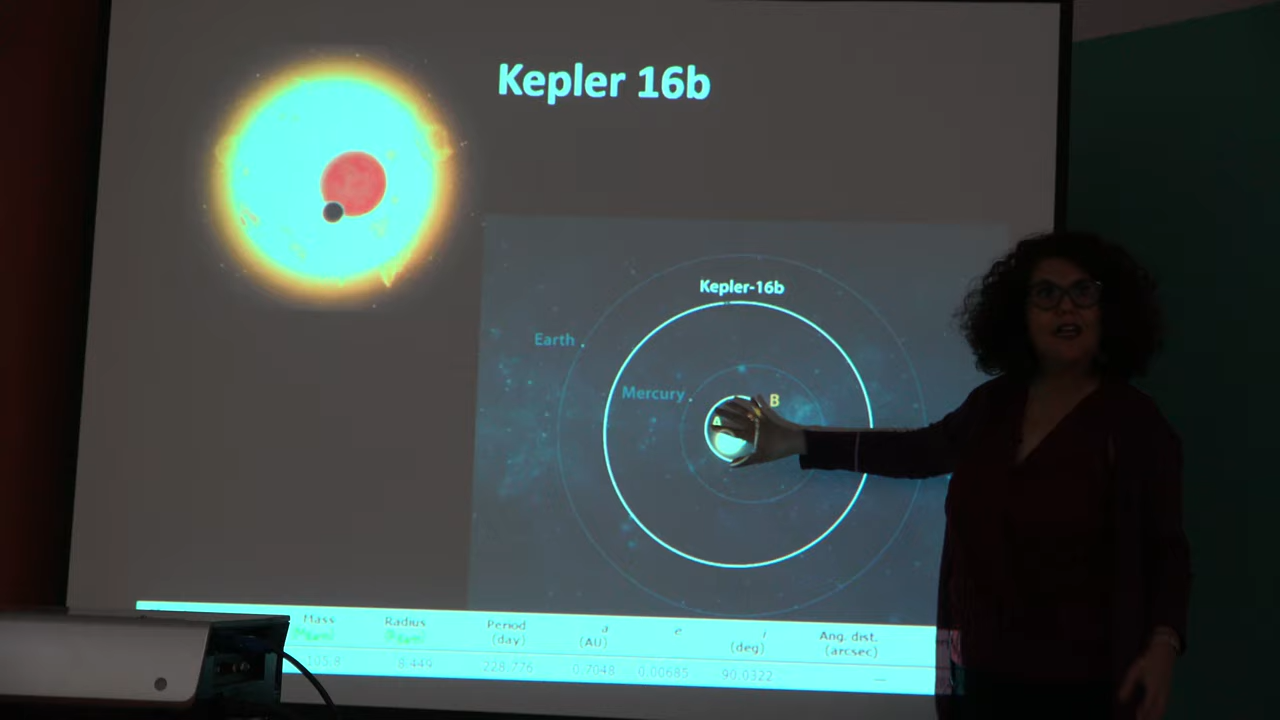 Kepler 16b
Kepler-16b
Earth
Mercury
B
A
Mass Radius Period a e i Ang. dist.
(day) (AU) (deg) (arcsec)
105.8 8.449 228.776 0.7048 0.00685 90.0322 —